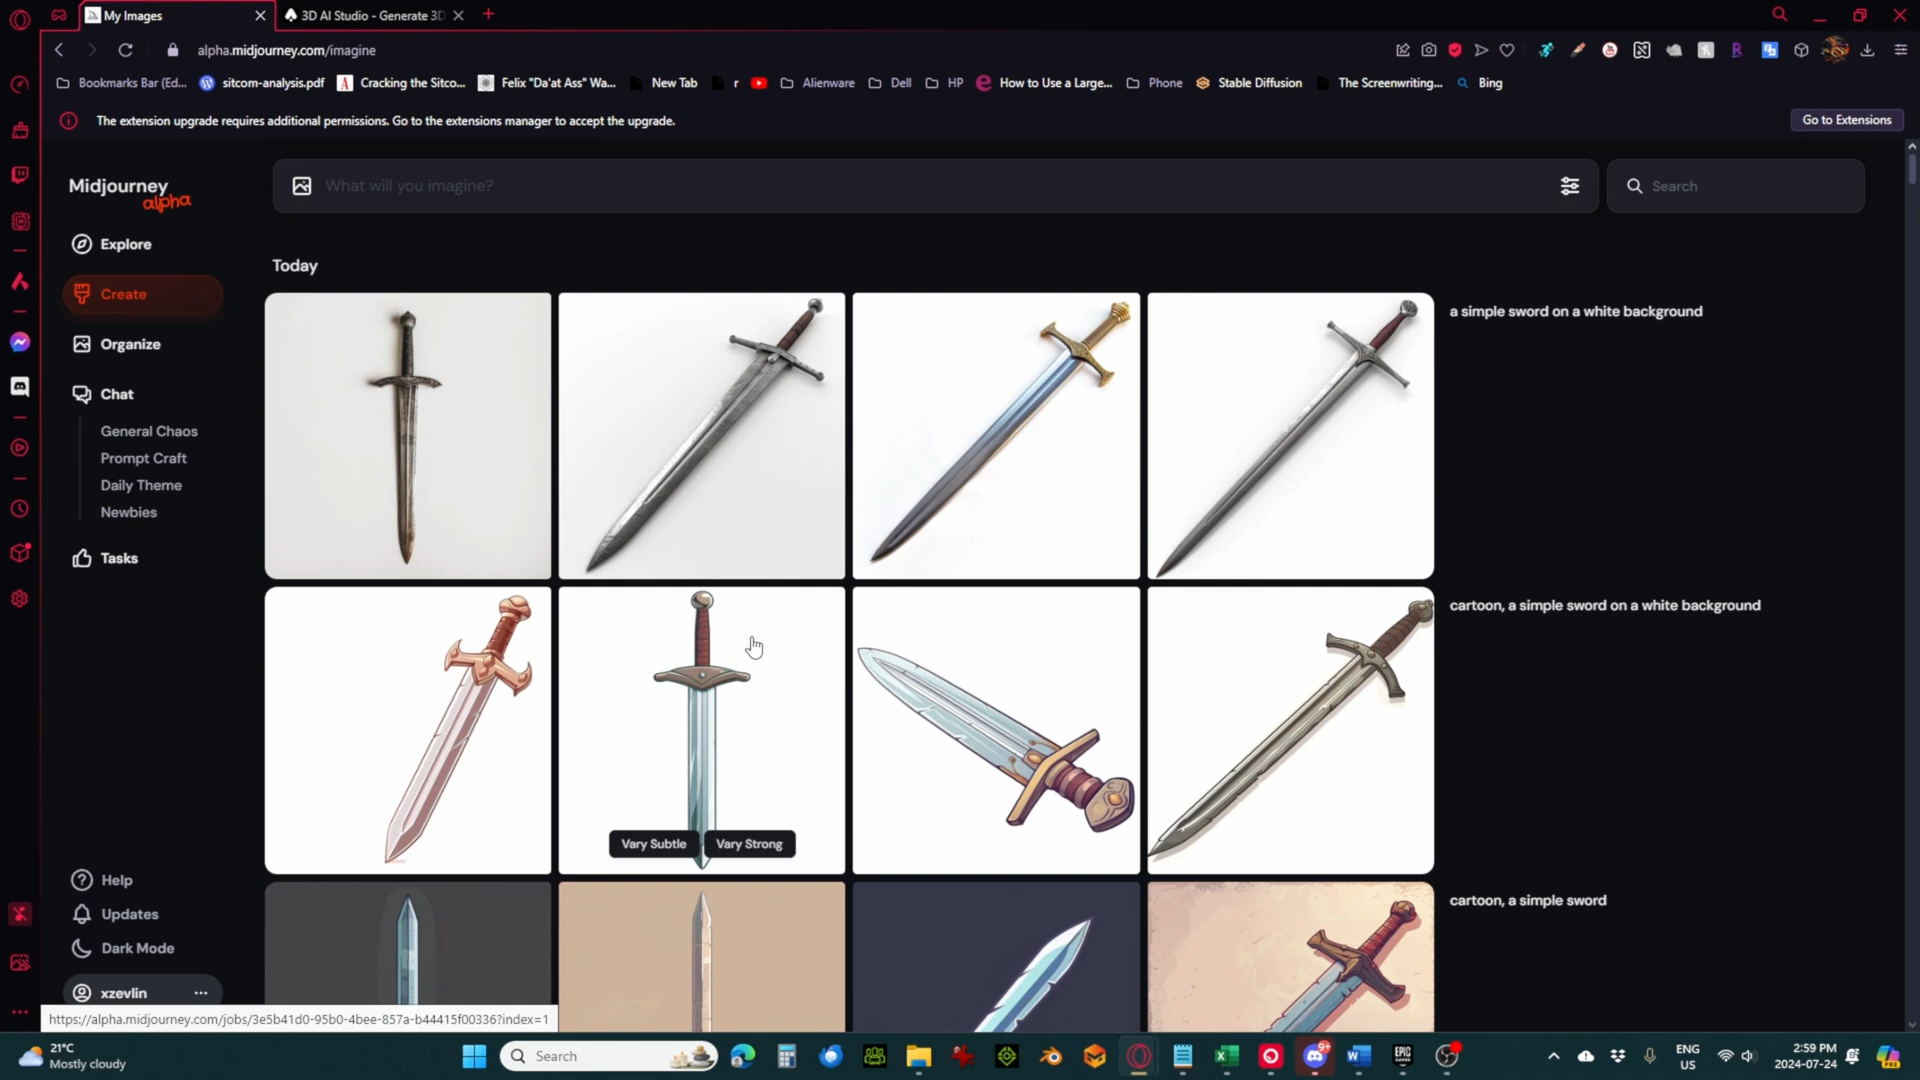 My Images
3D AI Studio - Generate 3D
alpha.midjourney.com/imagine
Bookmarks Bar (Ed...
sitcom-analysis.pdf
Cracking the Sitco...
Felix "Da'at Ass" Wa...
New Tab
r
Alienware
Dell
HP
How to Use a Large...
Phone
Stable Diffusion
The Screenwriting...
Bing
The extension upgrade requires additional permissions. Go to the extensions manager to accept the upgrade.
Go to Extensions
Midjourney
alpha
What will you imagine?
Search
Explore
Create
Organize
Chat
General Chaos
Prompt Craft
Daily Theme
Newbies
Tasks
Today
a simple sword on a white background
cartoon, a simple sword on a white background
Vary Subtle
Vary Strong
cartoon, a simple sword
Help
Updates
Dark Mode
xzevlin
https://alpha.midjourney.com/jobs/3e5b41d0-95b0-4bee-857a-b44415f00336?index=1
21°C
Mostly cloudy
Search
EPIC
GAMES
9+
ENG
US
2:59 PM
2024-07-24
PRE